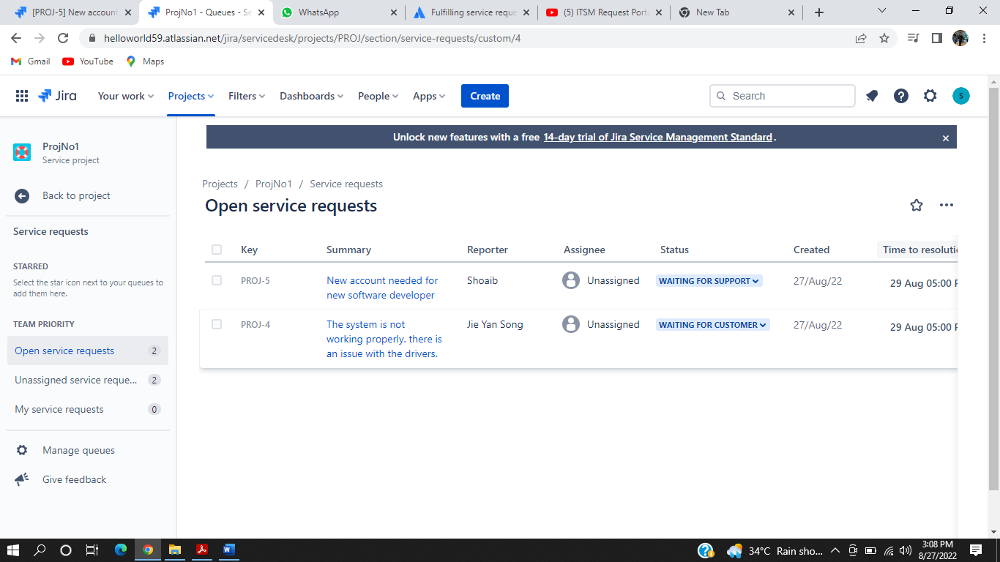 [PROJ-5] New account
ProjNo1 - Queues - Se
WhatsApp
Fulfilling service reque
(5) ITSM Request Porta
New Tab
helloworld59.atlassian.net/jira/servicedesk/projects/PROJ/section/service-requests/custom/4
Gmail
YouTube
Maps
Jira
Your work
Projects
Filters
Dashboards
People
Apps
Create
Search
S
ProjNo1
Service project
Back to project
Service requests
STARRED
Select the star icon next to your queues to
add them here.
TEAM PRIORITY
Open service requests 2
Unassigned service reque... 2
My service requests 0
Manage queues
Give feedback
Unlock new features with a free 14-day trial of Jira Service Management Standard.
Projects / ProjNo1 / Service requests
Open service requests
Key Summary Reporter Assignee Status Created Time to resolutio
PROJ-5 New account needed for Shoaib Unassigned WAITING FOR SUPPORT 27/Aug/22 29 Aug 05:00 P
new software developer
PROJ-4 The system is not Jie Yan Song Unassigned WAITING FOR CUSTOMER 27/Aug/22 29 Aug 05:00 P
working properly. there is
an issue with the drivers.
34°C Rain sho...
3:08 PM
8/27/2022